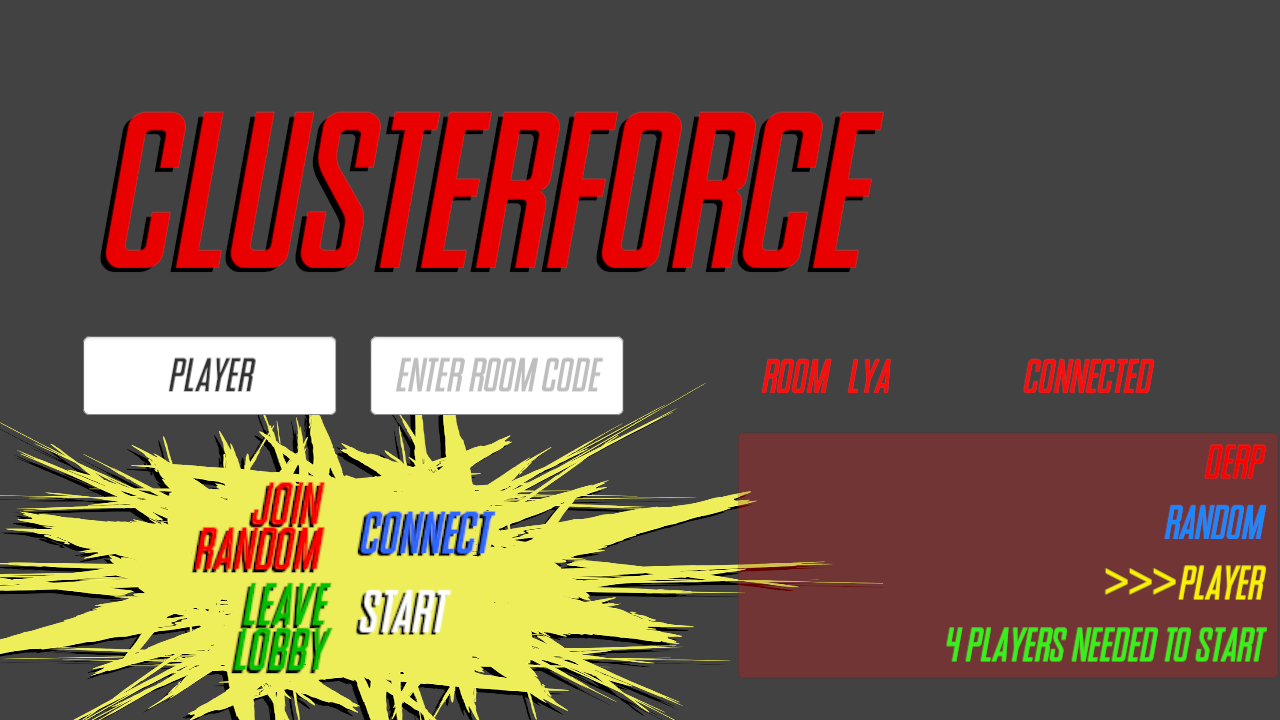 CLUSTERFORCE
PLAYER
ENTER ROOM CODE
ROOM LYA
CONNECTED
JOIN
RANDOM
CONNECT
LEAVE
LOBBY
START
DERP
RANDOM
>>>PLAYER
4 PLAYERS NEEDED TO START